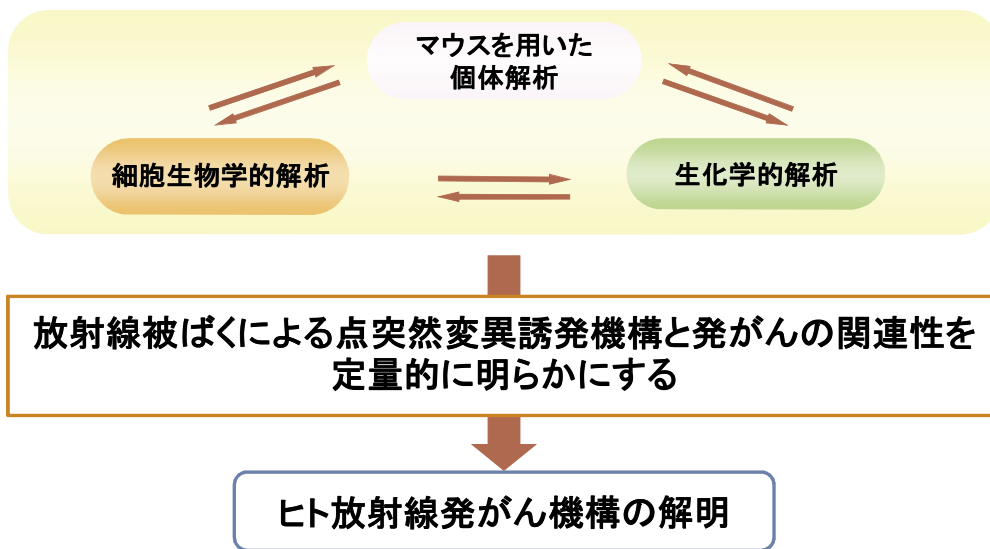 マウスを用いた
個体解析
細胞生物学的解析
生化学的解析
放射線被ばくによる点突然変異誘発機構と発がんの関連性を
定量的に明らかにする
ヒト放射線発がん機構の解明